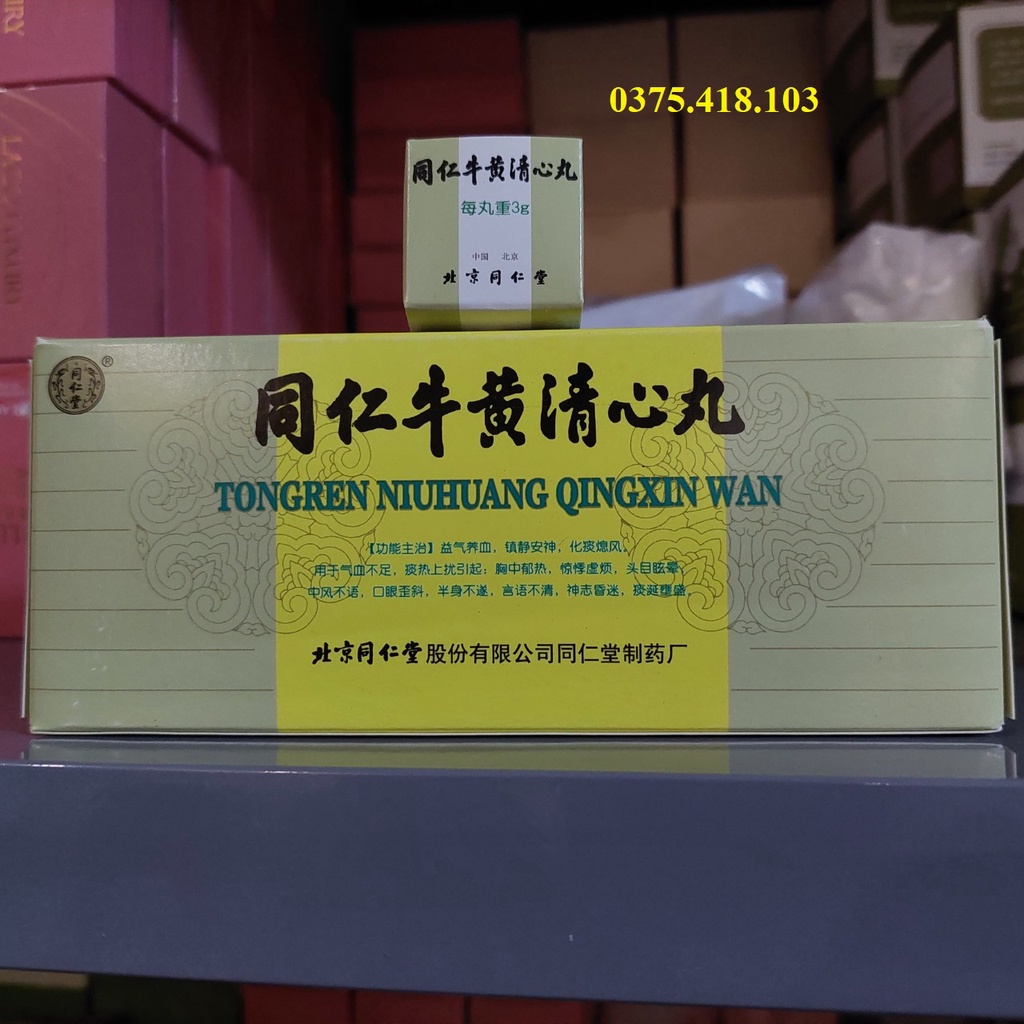 0375.418.103
同仁牛黄清心丸
每丸重3g
中国 北京
北京同仁堂
同仁堂
®
同仁牛黄清心丸
TONGREN NIUHUANG QINGXIN WAN
【功能主治】益气养血，镇静安神，化痰熄风。
用于气血不足，痰热上扰引起：胸中郁热，惊悸虚烦，头目眩晕，
中风不语，口眼歪斜，半身不遂，言语不清，神志昏迷，痰涎壅盛。
北京同仁堂股份有限公司同仁堂制药厂